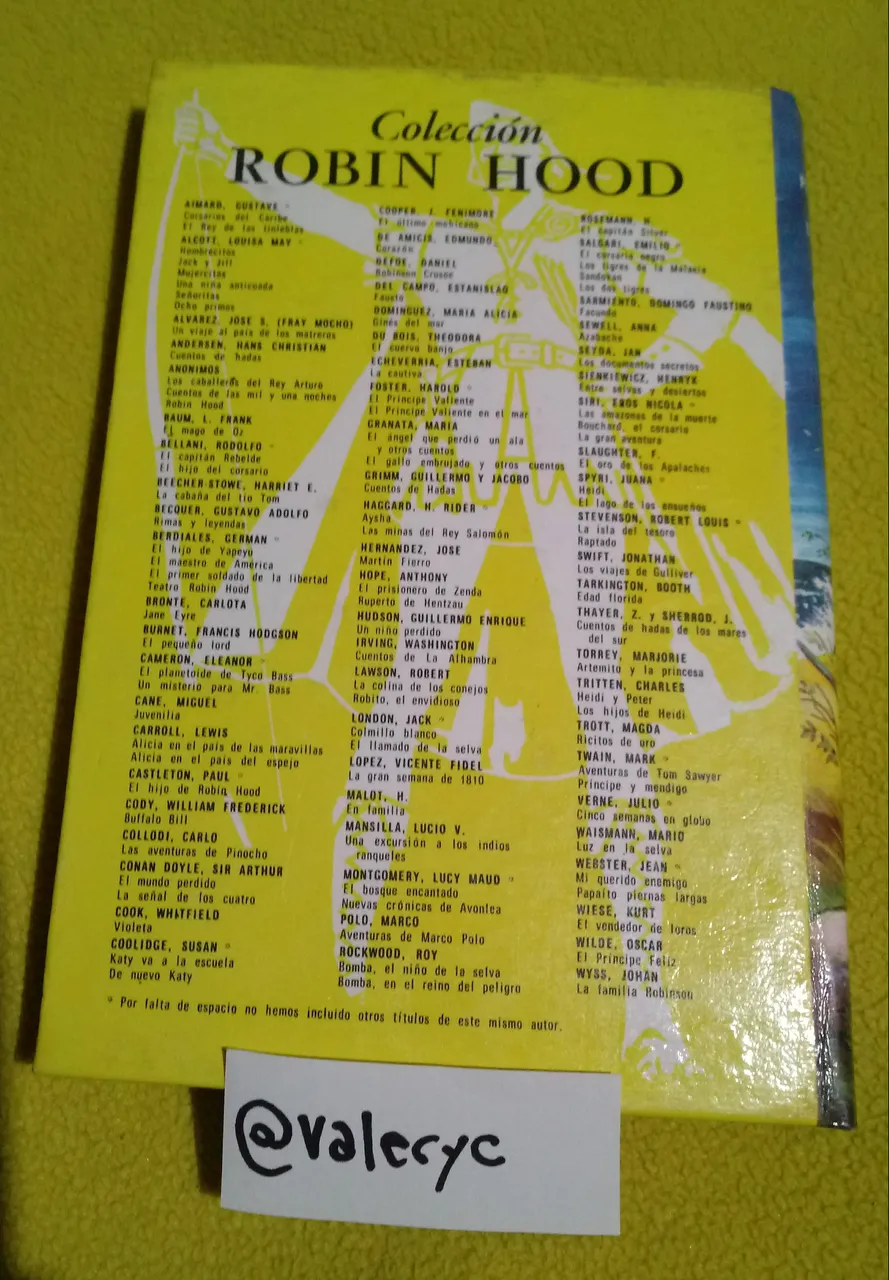 Colección
ROBIN HOOD
AIMARD, GUSTAVE *
Corsarios del Caribe
El Rey de las tinieblas
ALCOTT, LOUISA MAY *
Hombrecitos
Jack y Jill
Mujercitas
Una niña anticuada
Señoritas
Ocho primos
ALVAREZ, JOSE S. (FRAY MOCHO)
Un viaje al país de los matreros
ANDERSEN, HANS CHRISTIAN
Cuentos de hadas
ANONIMOS
Los caballeros del Rey Arturo
Cuentos de las mil y una noches
Robin Hood
BAUM, L. FRANK
El mago de Oz
BELLANI, RODOLFO *
El capitán Rebelde
El hijo del corsario
BEECHER-STOWE, HARRIET E.
La cabaña del tío Tom
BECQUER, GUSTAVO ADOLFO
Rimas y leyendas
BERDIALES, GERMAN *
El hijo de Yapeyú
El maestro de América
El primer soldado de la libertad
Teatro Robin Hood
BRONTE, CARLOTA
Jane Eyre
BURNET, FRANCIS HODGSON
El pequeño lord
CAMERON, ELEANOR *
El planetoide de Tyco Bass
Un misterio para Mr. Bass
CANE, MIGUEL
Juvenilia
CARROLL, LEWIS
Alicia en el país de las maravillas
Alicia en el país del espejo
CASTLETON, PAUL *
El hijo de Robin Hood
CODY, WILLIAM FREDERICK
Buffalo Bill
COLLODI, CARLO
Las aventuras de Pinocho
CONAN DOYLE, SIR ARTHUR
El mundo perdido
La señal de los cuatro
COOK, WHATFIELD
Violeta
COOLIDGE, SUSAN *
Katy va a la escuela
De nuevo Katy
COOPER, J. FENIMORE
El último mohicano
DE AMICIS, EDMUNDO
Corazón
DEFOE, DANIEL
Robinson Crusoe
DEL CAMPO, ESTANISLAO
Fausto
DOMINGUEZ, MARIA ALICIA
Ginés del mar
DU BOIS, THEODORA
El cuervo banjo
ECHEVERRIA, ESTEBAN
La cautiva
FOSTER, HAROLD *
El Príncipe Valiente
El Príncipe Valiente en el mar
GRANATA, MARIA
El ángel que perdió un ala
y otros cuentos
El gallo embrujado y otros cuentos
GRIMM, GUILLERMO Y JACOBO
Cuentos de Hadas
HAGGARD, H. RIDER *
Aysha
Las minas del Rey Salomón
HERNANDEZ, JOSE
Martín Fierro
HOPE, ANTHONY
El prisionero de Zenda
Ruperto de Hentzau
HUDSON, GUILLERMO ENRIQUE
Un niño perdido
IRVING, WASHINGTON
Cuentos de La Alhambra
LAWSON, ROBERT
La colina de los conejos
Robito, el envidioso
LONDON, JACK *
Colmillo blanco
El llamado de la selva
LOPEZ, VICENTE FIDEL
La gran semana de 1810
MALOT, H.
En familia
MANSILLA, LUCIO V.
Una excursión a los indios
ranqueles
MONTGOMERY, LUCY MAUD *
El bosque encantado
Nuevas crónicas de Avonlea
POLO, MARCO
Aventuras de Marco Polo
ROCKWOOD, ROY
Bomba, el niño de la selva
Bomba, en el reino del peligro
ROSEMANN, H.
El capitán Silver
SALGARI, EMILIO *
El corsario negro
Los tigres de la Malasia
Sandokan
Los dos tigres
SARMIENTO, DOMINGO FAUSTINO
Facundo
SEWELL, ANNA
Azabache
SEYDA, JAN
Los documentos secretos
SIENKIEWICZ, HENRYK
Entre selvas y desiertos
SIRI, EROS NICOLA *
Las amazonas de la muerte
Bouchard, el corsario
La gran aventura
SLAUGHTER, F.
El oro de los Apalaches
SPYRI, JUANA *
Heidi
El lago de los ensueños
STEVENSON, ROBERT LOUIS *
La isla del tesoro
Raptado
SWIFT, JONATHAN
Los viajes de Gulliver
TARKINGTON, BOOTH
Edad florida
THAYER, Z. y SHERROD, J.
Cuentos de hadas de los mares
del sur
TORREY, MARJORIE
Artemito y la princesa
TRITTEN, CHARLES
Heidi y Peter
Los hijos de Heidi
TROTT, MAGDA
Ricitos de oro
TWAIN, MARK *
Aventuras de Tom Sawyer
Príncipe y mendigo
VERNE, JULIO *
Cinco semanas en globo
WAISMANN, MARIO
Luz en la selva
WEBSTER, JEAN *
Mi querido enemigo
Papaíto piernas largas
WIESE, KURT
El vendedor de loros
WILDE, OSCAR
El Príncipe Feliz
WYSS, JOHAN
La familia Robinson
* Por falta de espacio no hemos incluido otros títulos de este mismo autor.
@valeryc